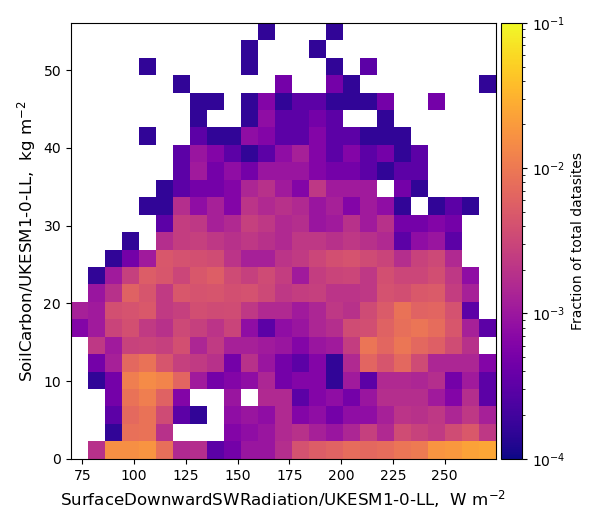 SoilCarbon/UKESM1-0-LL, kg m⁻²
50
40
30
20
10
0
75 100 125 150 175 200 225 250
SurfaceDownwardSWRadiation/UKESM1-0-LL, W m⁻²
10⁻¹
10⁻²
10⁻³
10⁻⁴
Fraction of total datasites